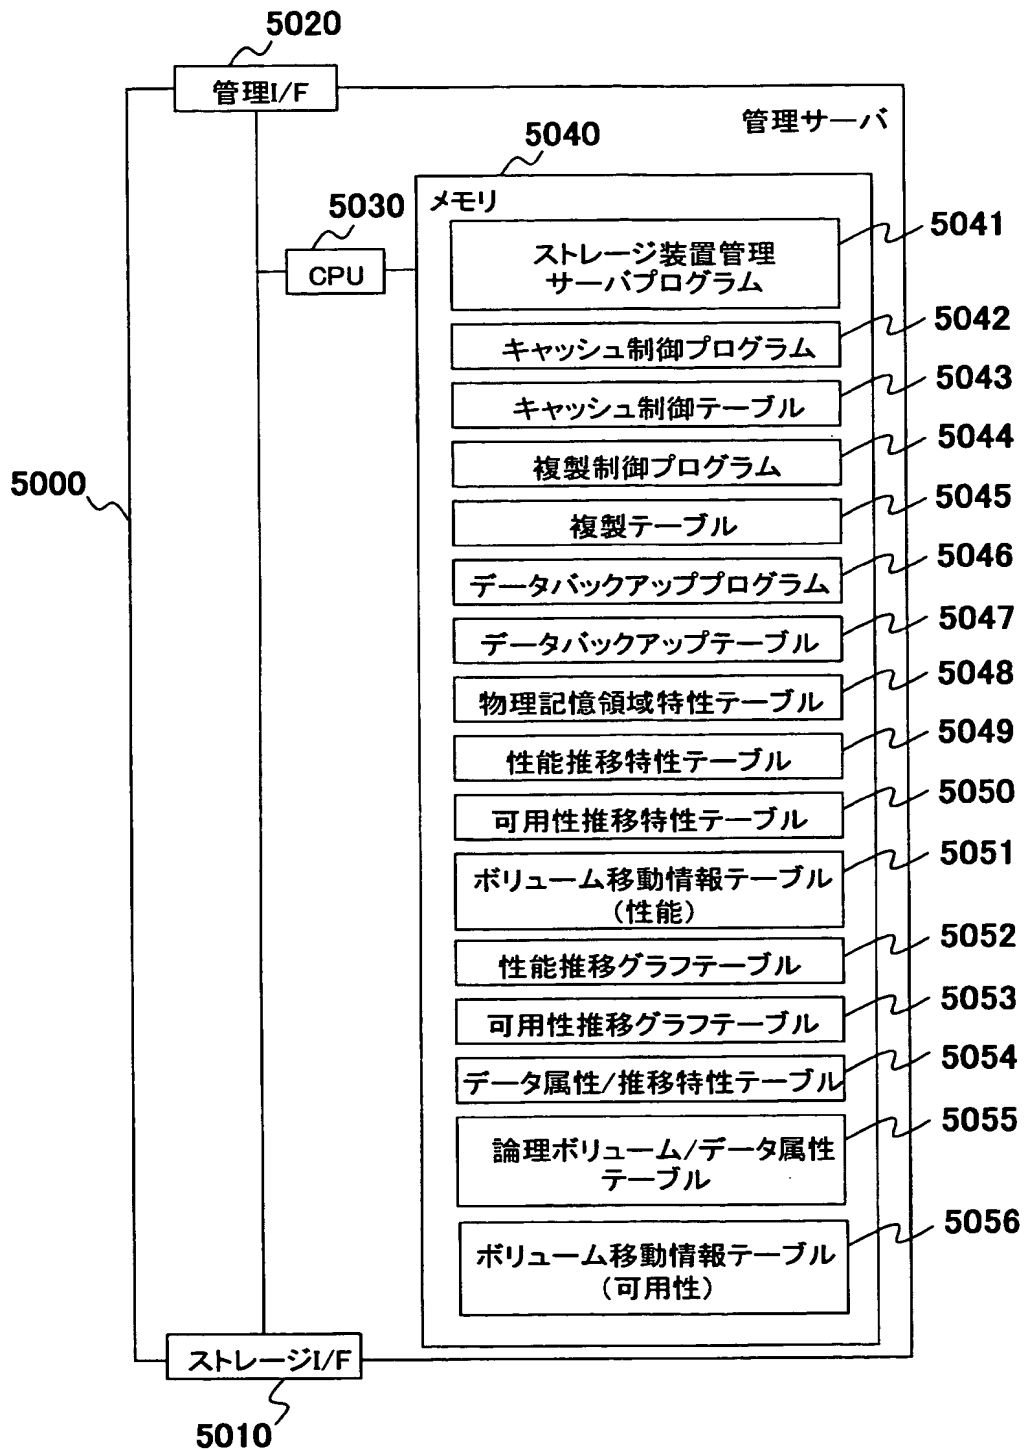 5020
管理I/F
管理サーバ
5040
メモリ
5030
CPU
5041
ストレージ装置管理
サーバプログラム
5042
キャッシュ制御プログラム
5043
キャッシュ制御テーブル
5044
複製制御プログラム
5000
5045
複製テーブル
5046
データバックアッププログラム
5047
データバックアップテーブル
5048
物理記憶領域特性テーブル
5049
性能推移特性テーブル
5050
可用性推移特性テーブル
5051
ボリューム移動情報テーブル
(性能)
5052
性能推移グラフテーブル
5053
可用性推移グラフテーブル
5054
データ属性/推移特性テーブル
5055
論理ボリューム/データ属性
テーブル
5056
ボリューム移動情報テーブル
(可用性)
ストレージI/F
5010